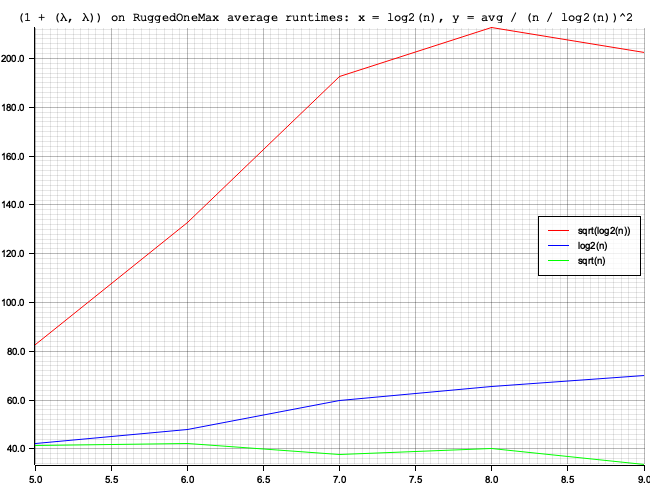 (1 + (λ, λ)) on RuggedOneMax average runtimes: x = log2(n), y = avg / (n / log2(n))^2
200.0
180.0
160.0
140.0
120.0
100.0
80.0
60.0
40.0
sqrt(log2(n))
log2(n)
sqrt(n)
5.0 5.5 6.0 6.5 7.0 7.5 8.0 8.5 9.0